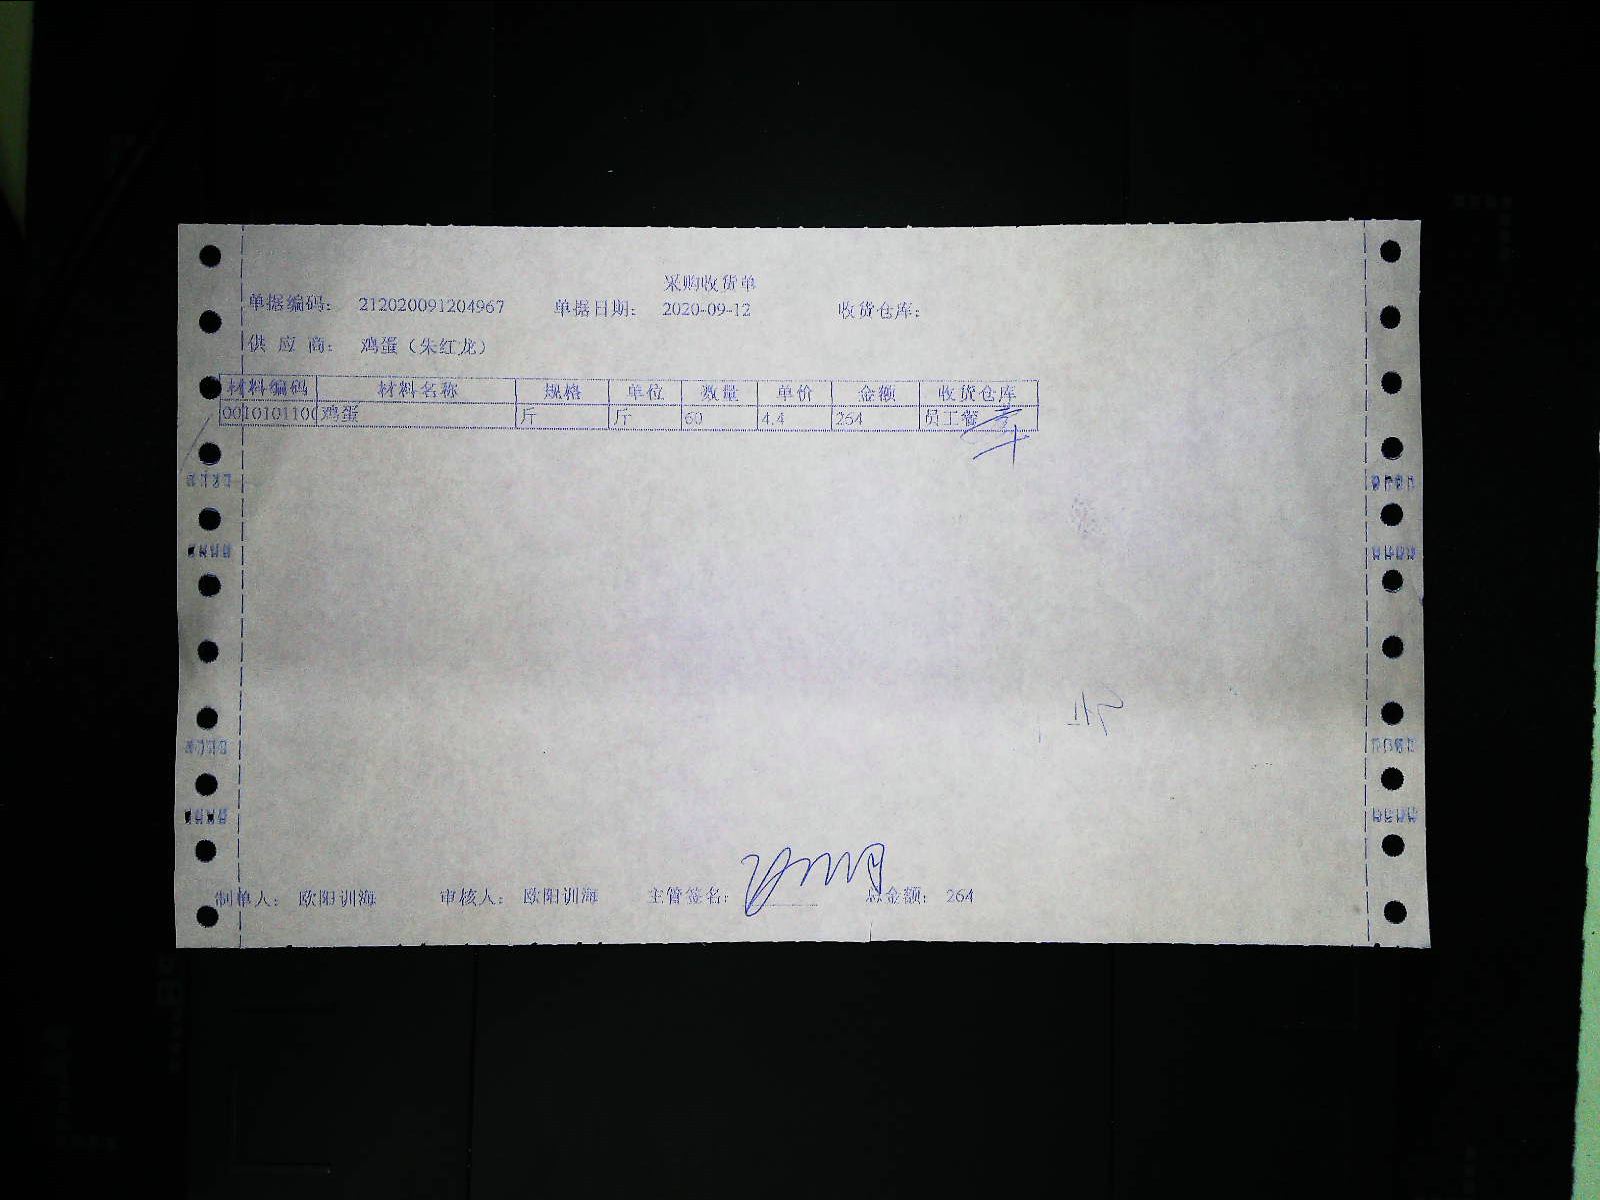 采购收货单
单据编码： 212020091204967 单据日期： 2020-09-12 收货仓库：
供 应 商： 鸡蛋（朱红龙）
材料编码 材料名称 规格 单位 数量 单价 金额 收货仓库
0010101100 鸡蛋 斤 斤 60 4.4 264 员工餐
制单人： 欧阳训海 审核人： 欧阳训海 主管签名： 总金额： 264